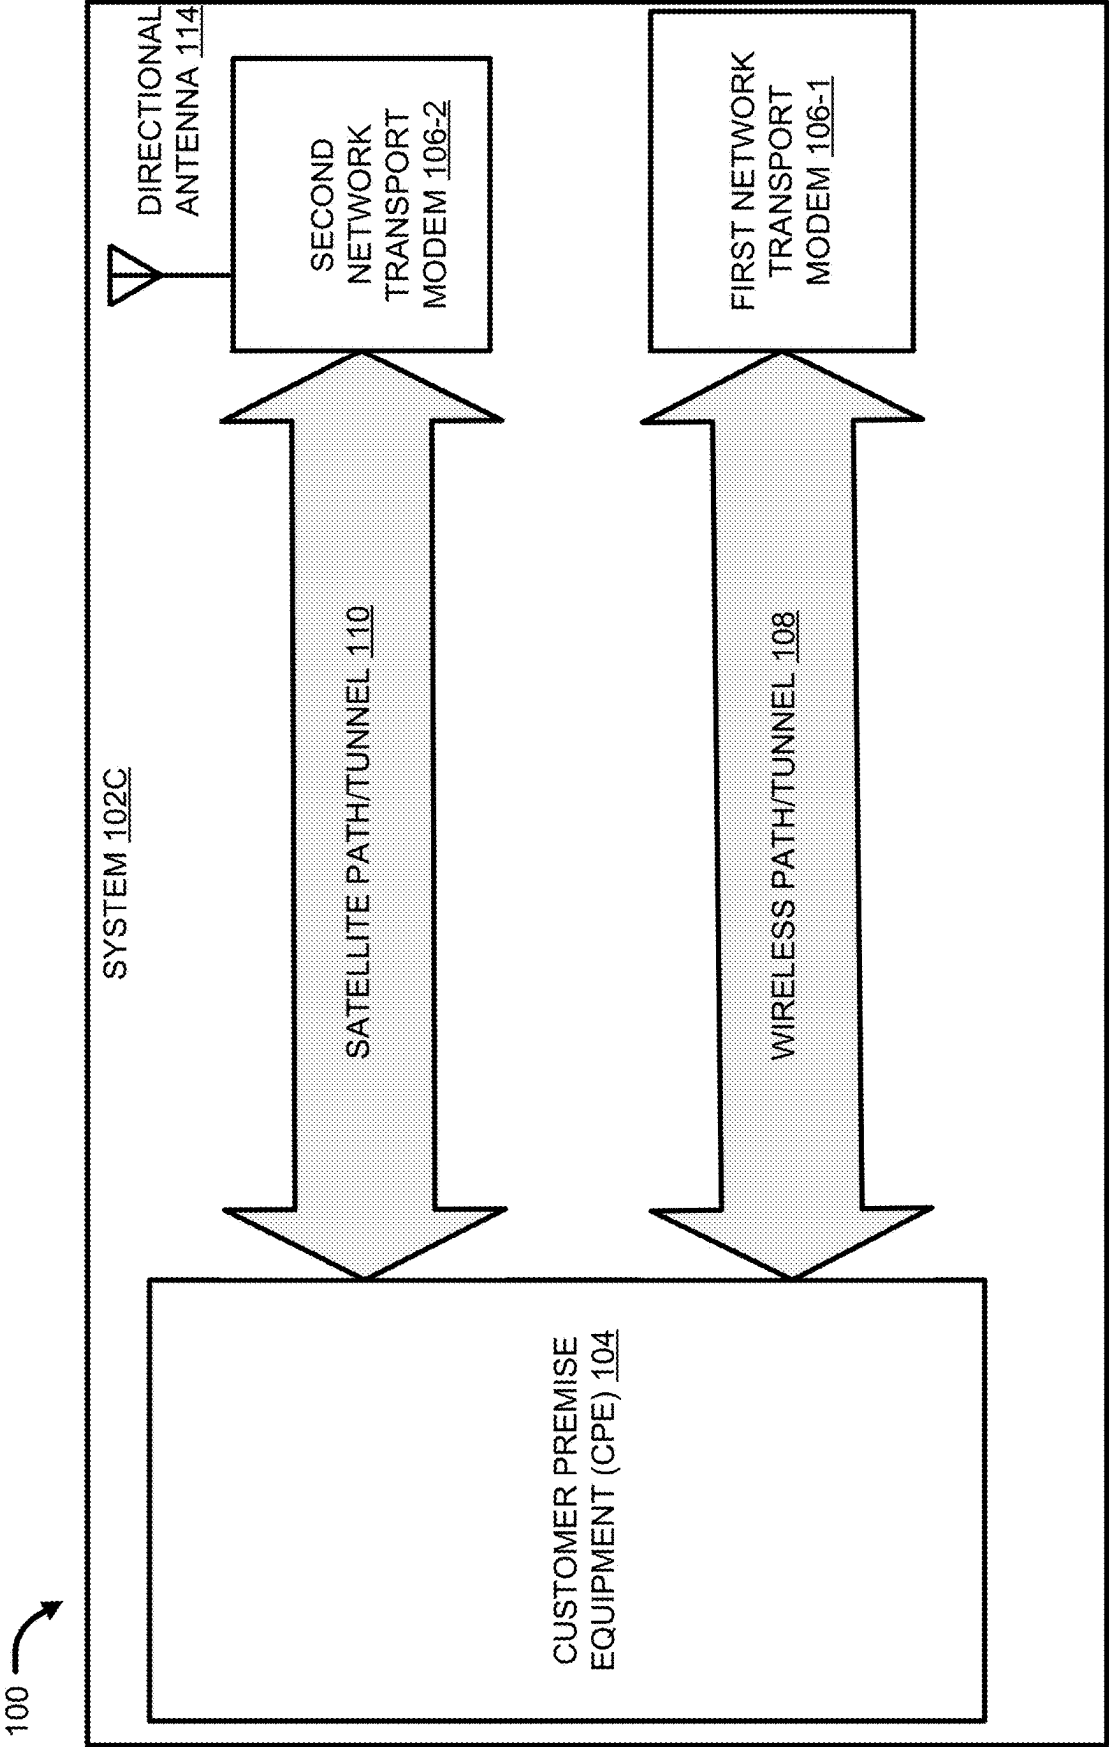 100
SYSTEM 102C
CUSTOMER PREMISE
EQUIPMENT (CPE) 104
SATELLITE PATH/TUNNEL 110
WIRELESS PATH/TUNNEL 108
DIRECTIONAL
ANTENNA 114
SECOND
NETWORK
TRANSPORT
MODEM 106-2
FIRST NETWORK
TRANSPORT
MODEM 106-1